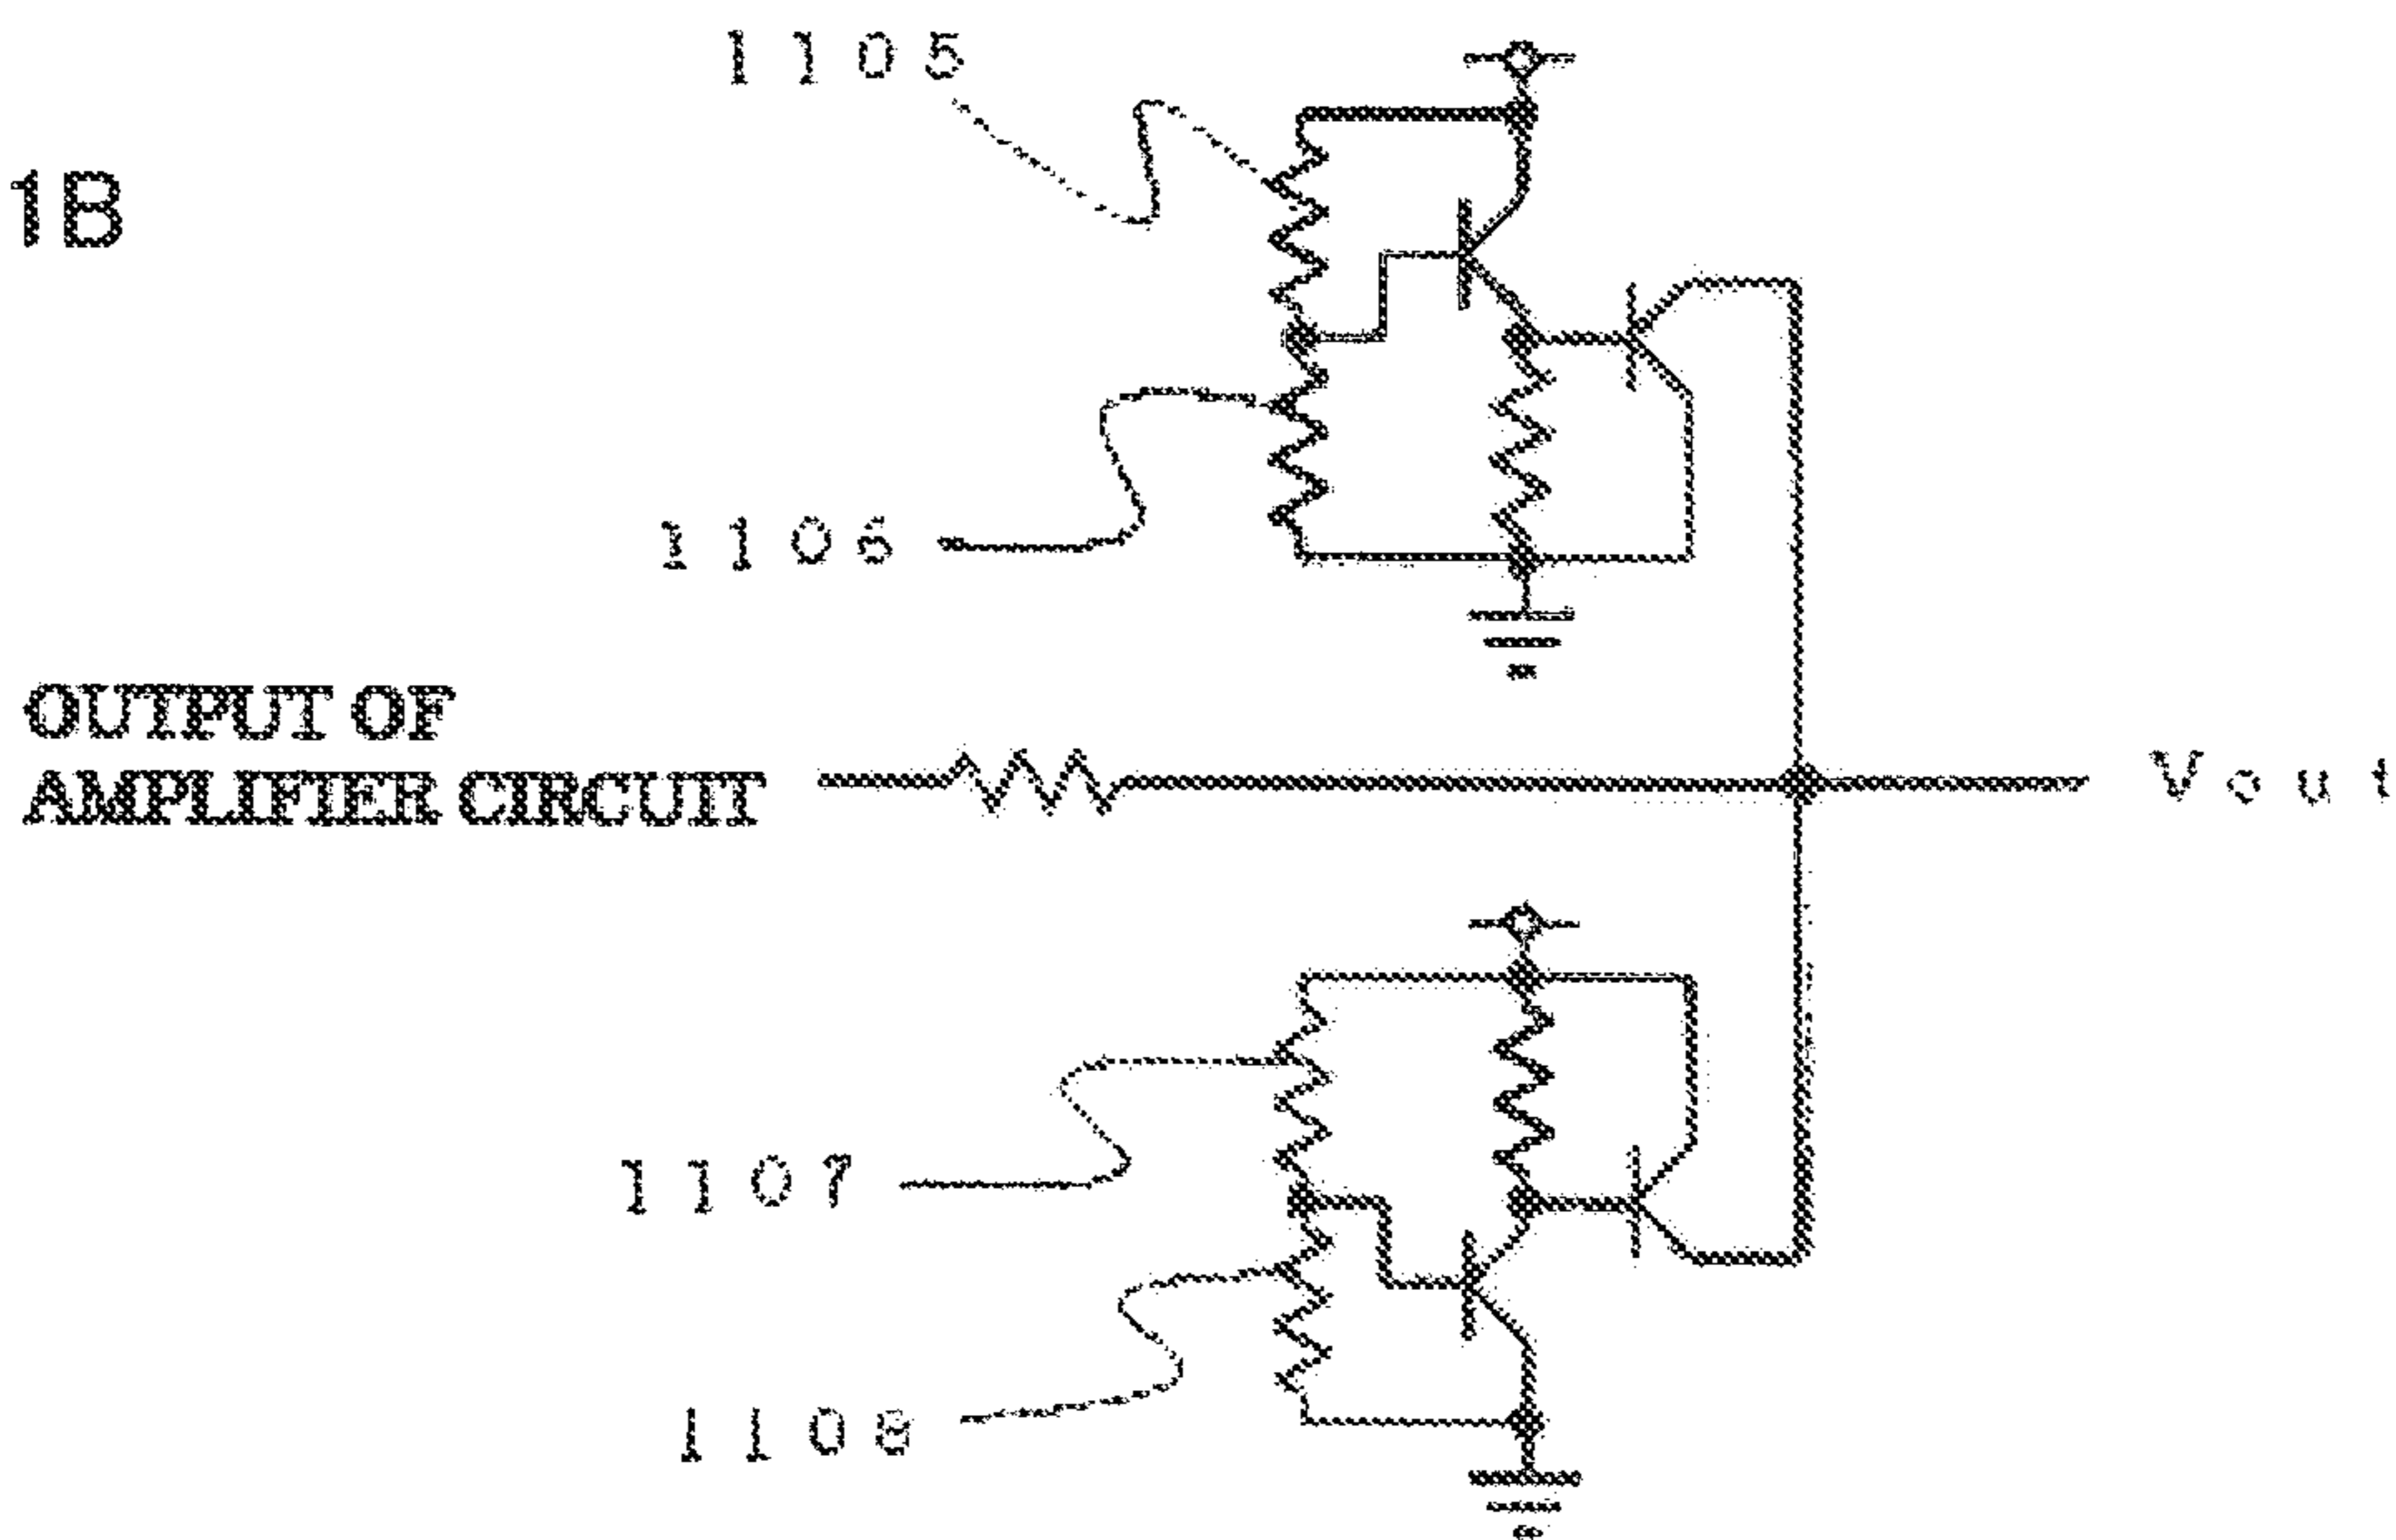 1105
1B
1106
OUTPUT OF
AMPLIFIER CIRCUIT
Vout
1107
1108